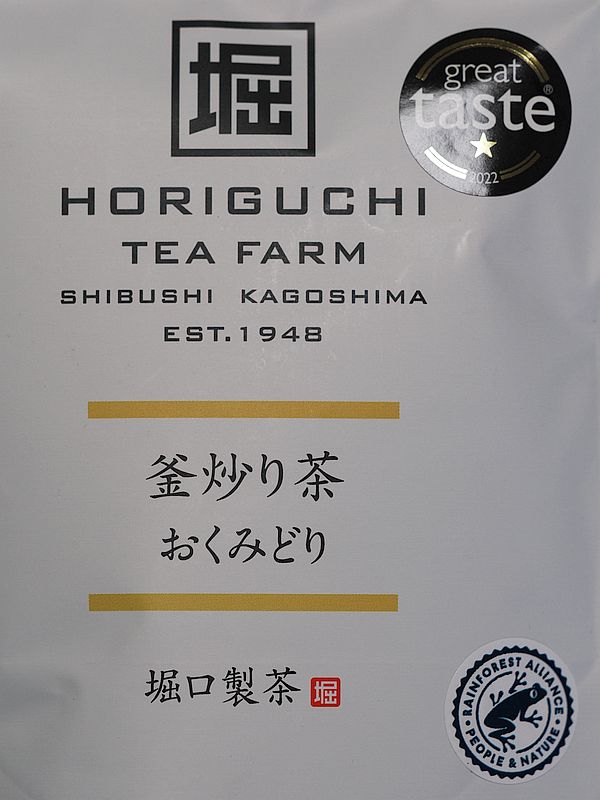 堀
great
taste®
2022
HORIGUCHI
TEA FARM
SHIBUSHI KAGOSHIMA
EST.1948
釜炒り茶
おくみどり
堀口製茶 堀
RAINFOREST ALLIANCE
PEOPLE & NATURE